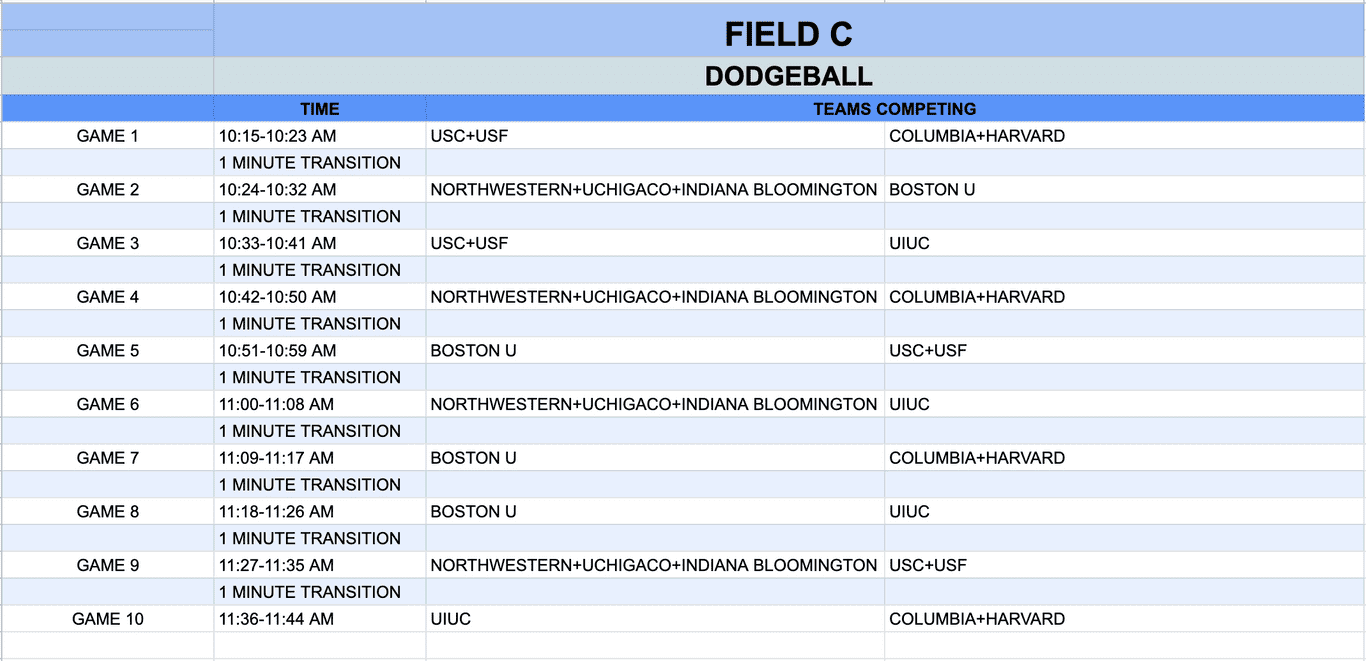 FIELD C
DODGEBALL
TIME TEAMS COMPETING
GAME 1 10:15-10:23 AM USC+USF COLUMBIA+HARVARD
1 MINUTE TRANSITION
GAME 2 10:24-10:32 AM NORTHWESTERN+UCHIGACO+INDIANA BLOOMINGTON BOSTON U
1 MINUTE TRANSITION
GAME 3 10:33-10:41 AM USC+USF UIUC
1 MINUTE TRANSITION
GAME 4 10:42-10:50 AM NORTHWESTERN+UCHIGACO+INDIANA BLOOMINGTON COLUMBIA+HARVARD
1 MINUTE TRANSITION
GAME 5 10:51-10:59 AM BOSTON U USC+USF
1 MINUTE TRANSITION
GAME 6 11:00-11:08 AM NORTHWESTERN+UCHIGACO+INDIANA BLOOMINGTON UIUC
1 MINUTE TRANSITION
GAME 7 11:09-11:17 AM BOSTON U COLUMBIA+HARVARD
1 MINUTE TRANSITION
GAME 8 11:18-11:26 AM BOSTON U UIUC
1 MINUTE TRANSITION
GAME 9 11:27-11:35 AM NORTHWESTERN+UCHIGACO+INDIANA BLOOMINGTON USC+USF
1 MINUTE TRANSITION
GAME 10 11:36-11:44 AM UIUC COLUMBIA+HARVARD